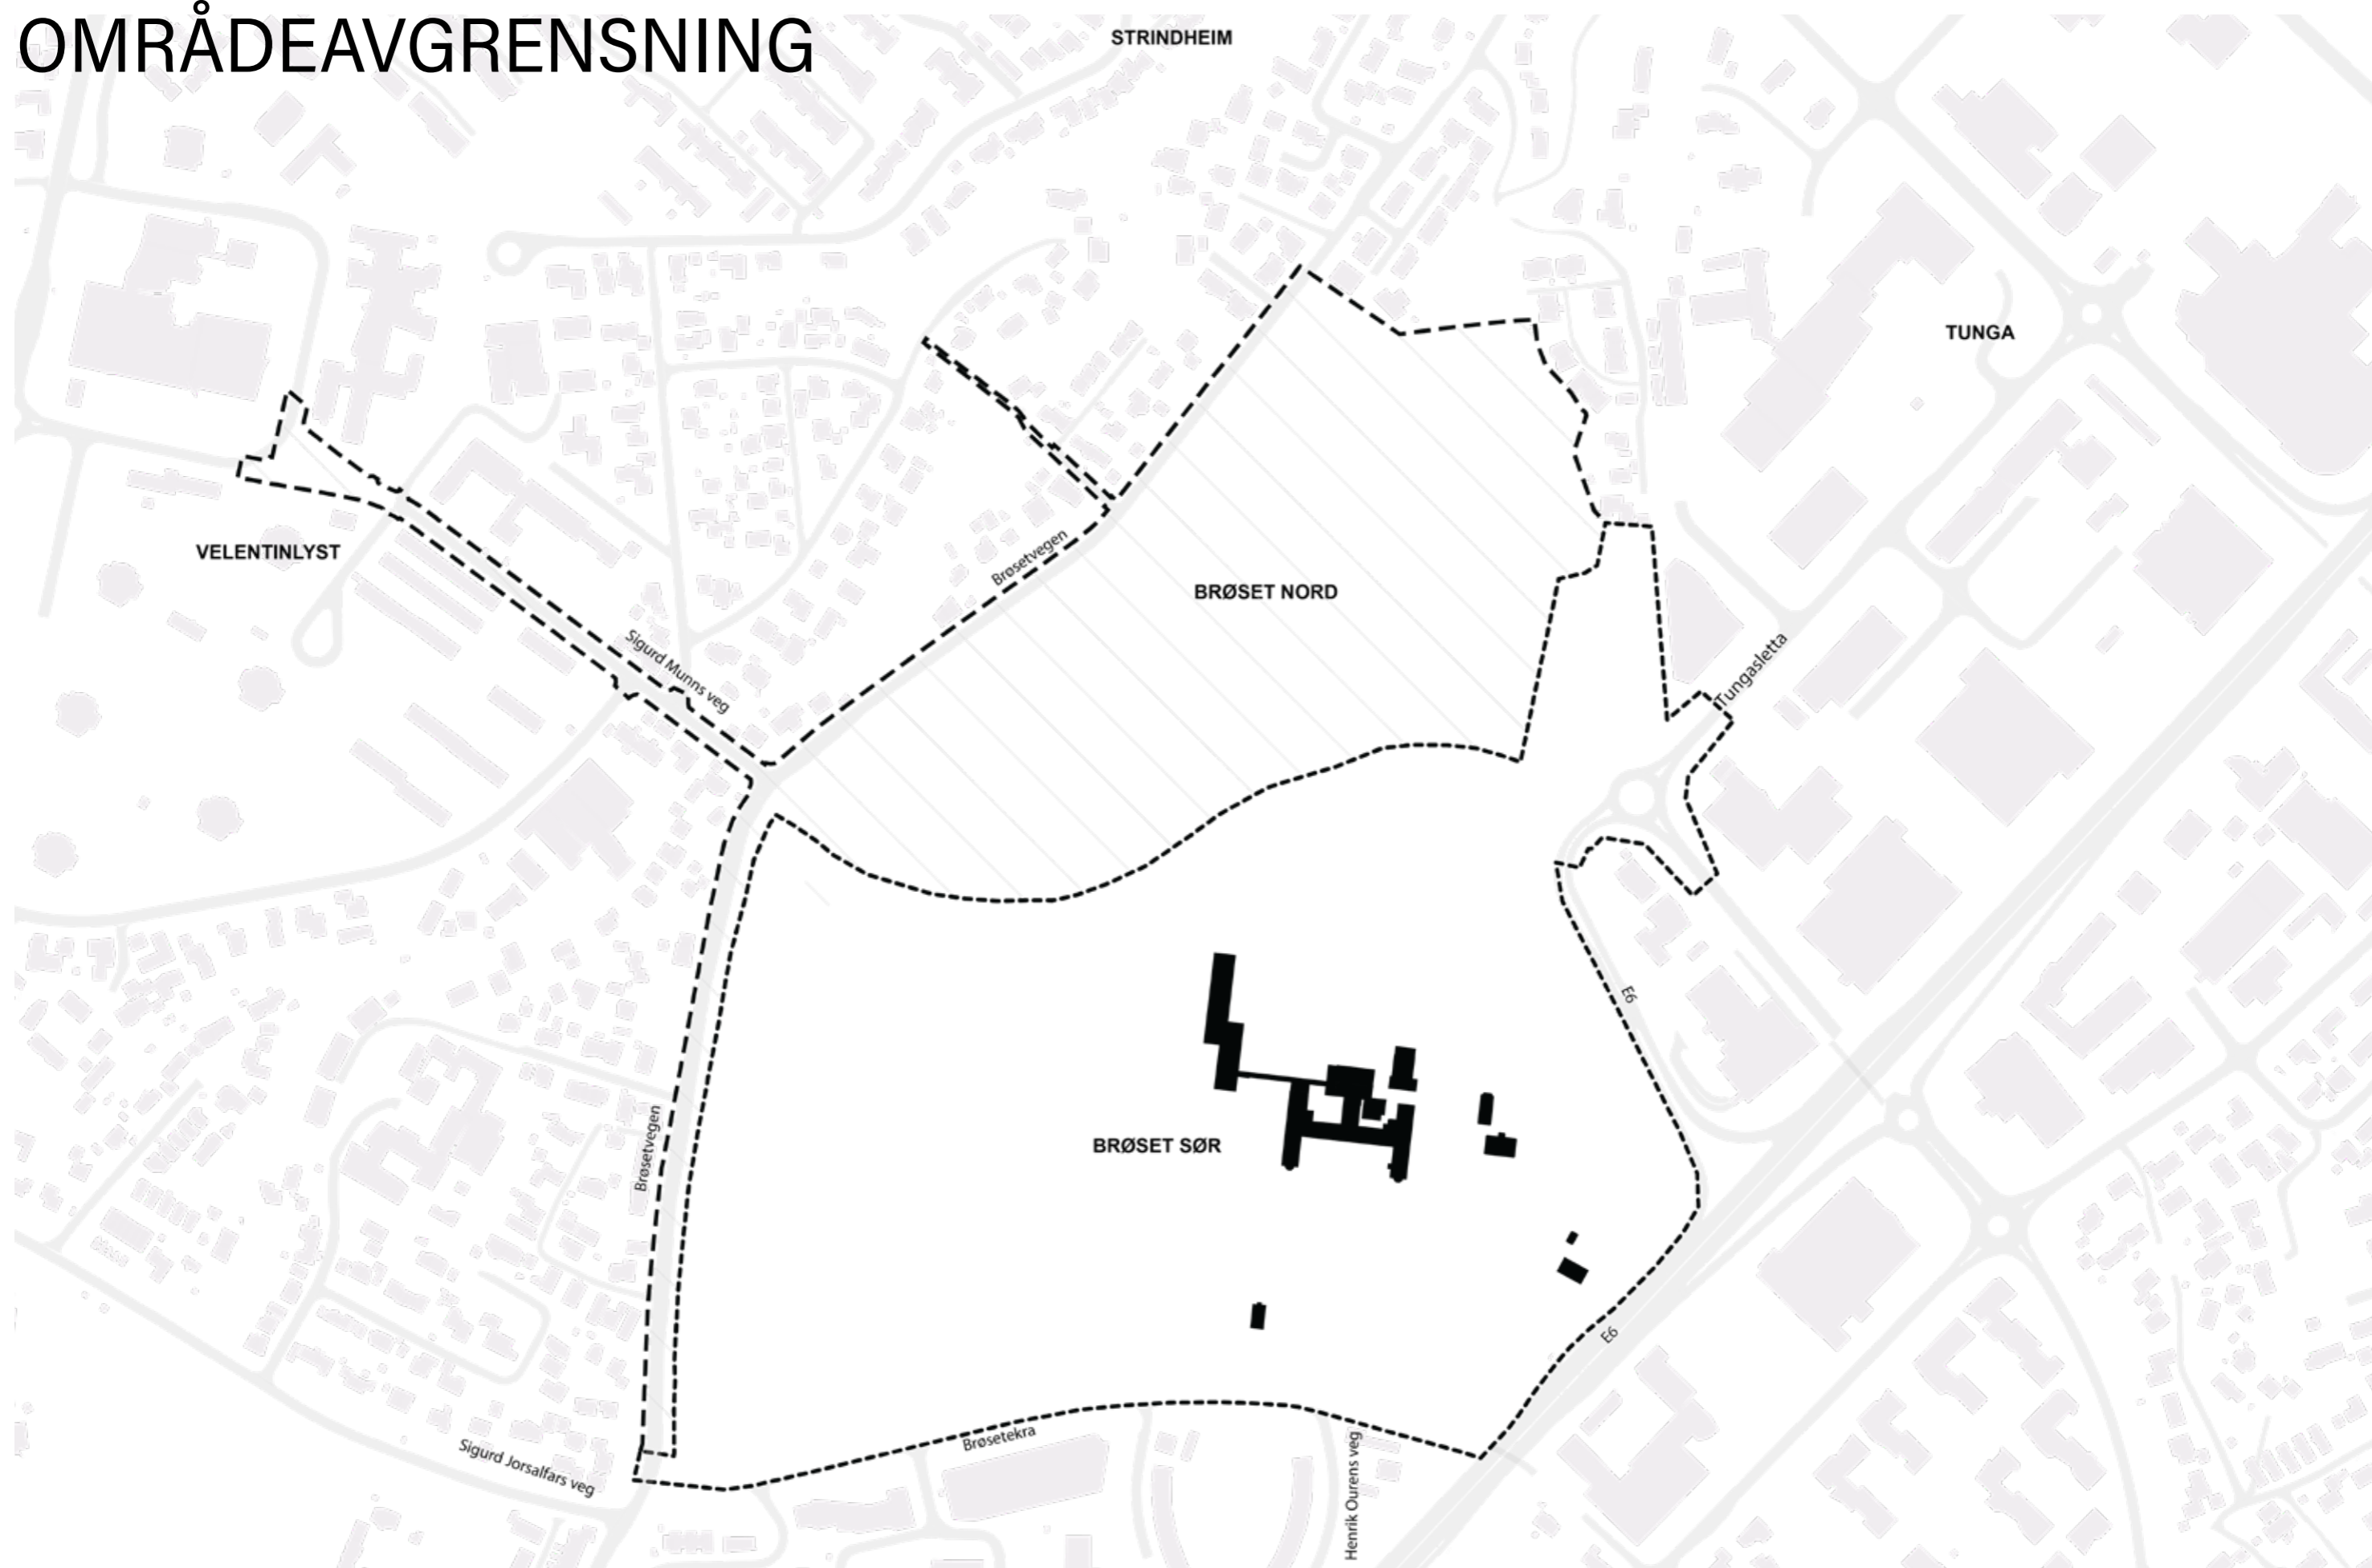 OMRÅDEAVGRENSNING
STRINDHEIM
TUNGA
VELENTINLYST
Brøsetvegen
BRØSET NORD
Sigurd Munns veg
Tungasletta
E6
Brøsetvegen
BRØSET SØR
E6
Brøsetekra
Sigurd Jorsalfars veg
Henrik Ourens veg